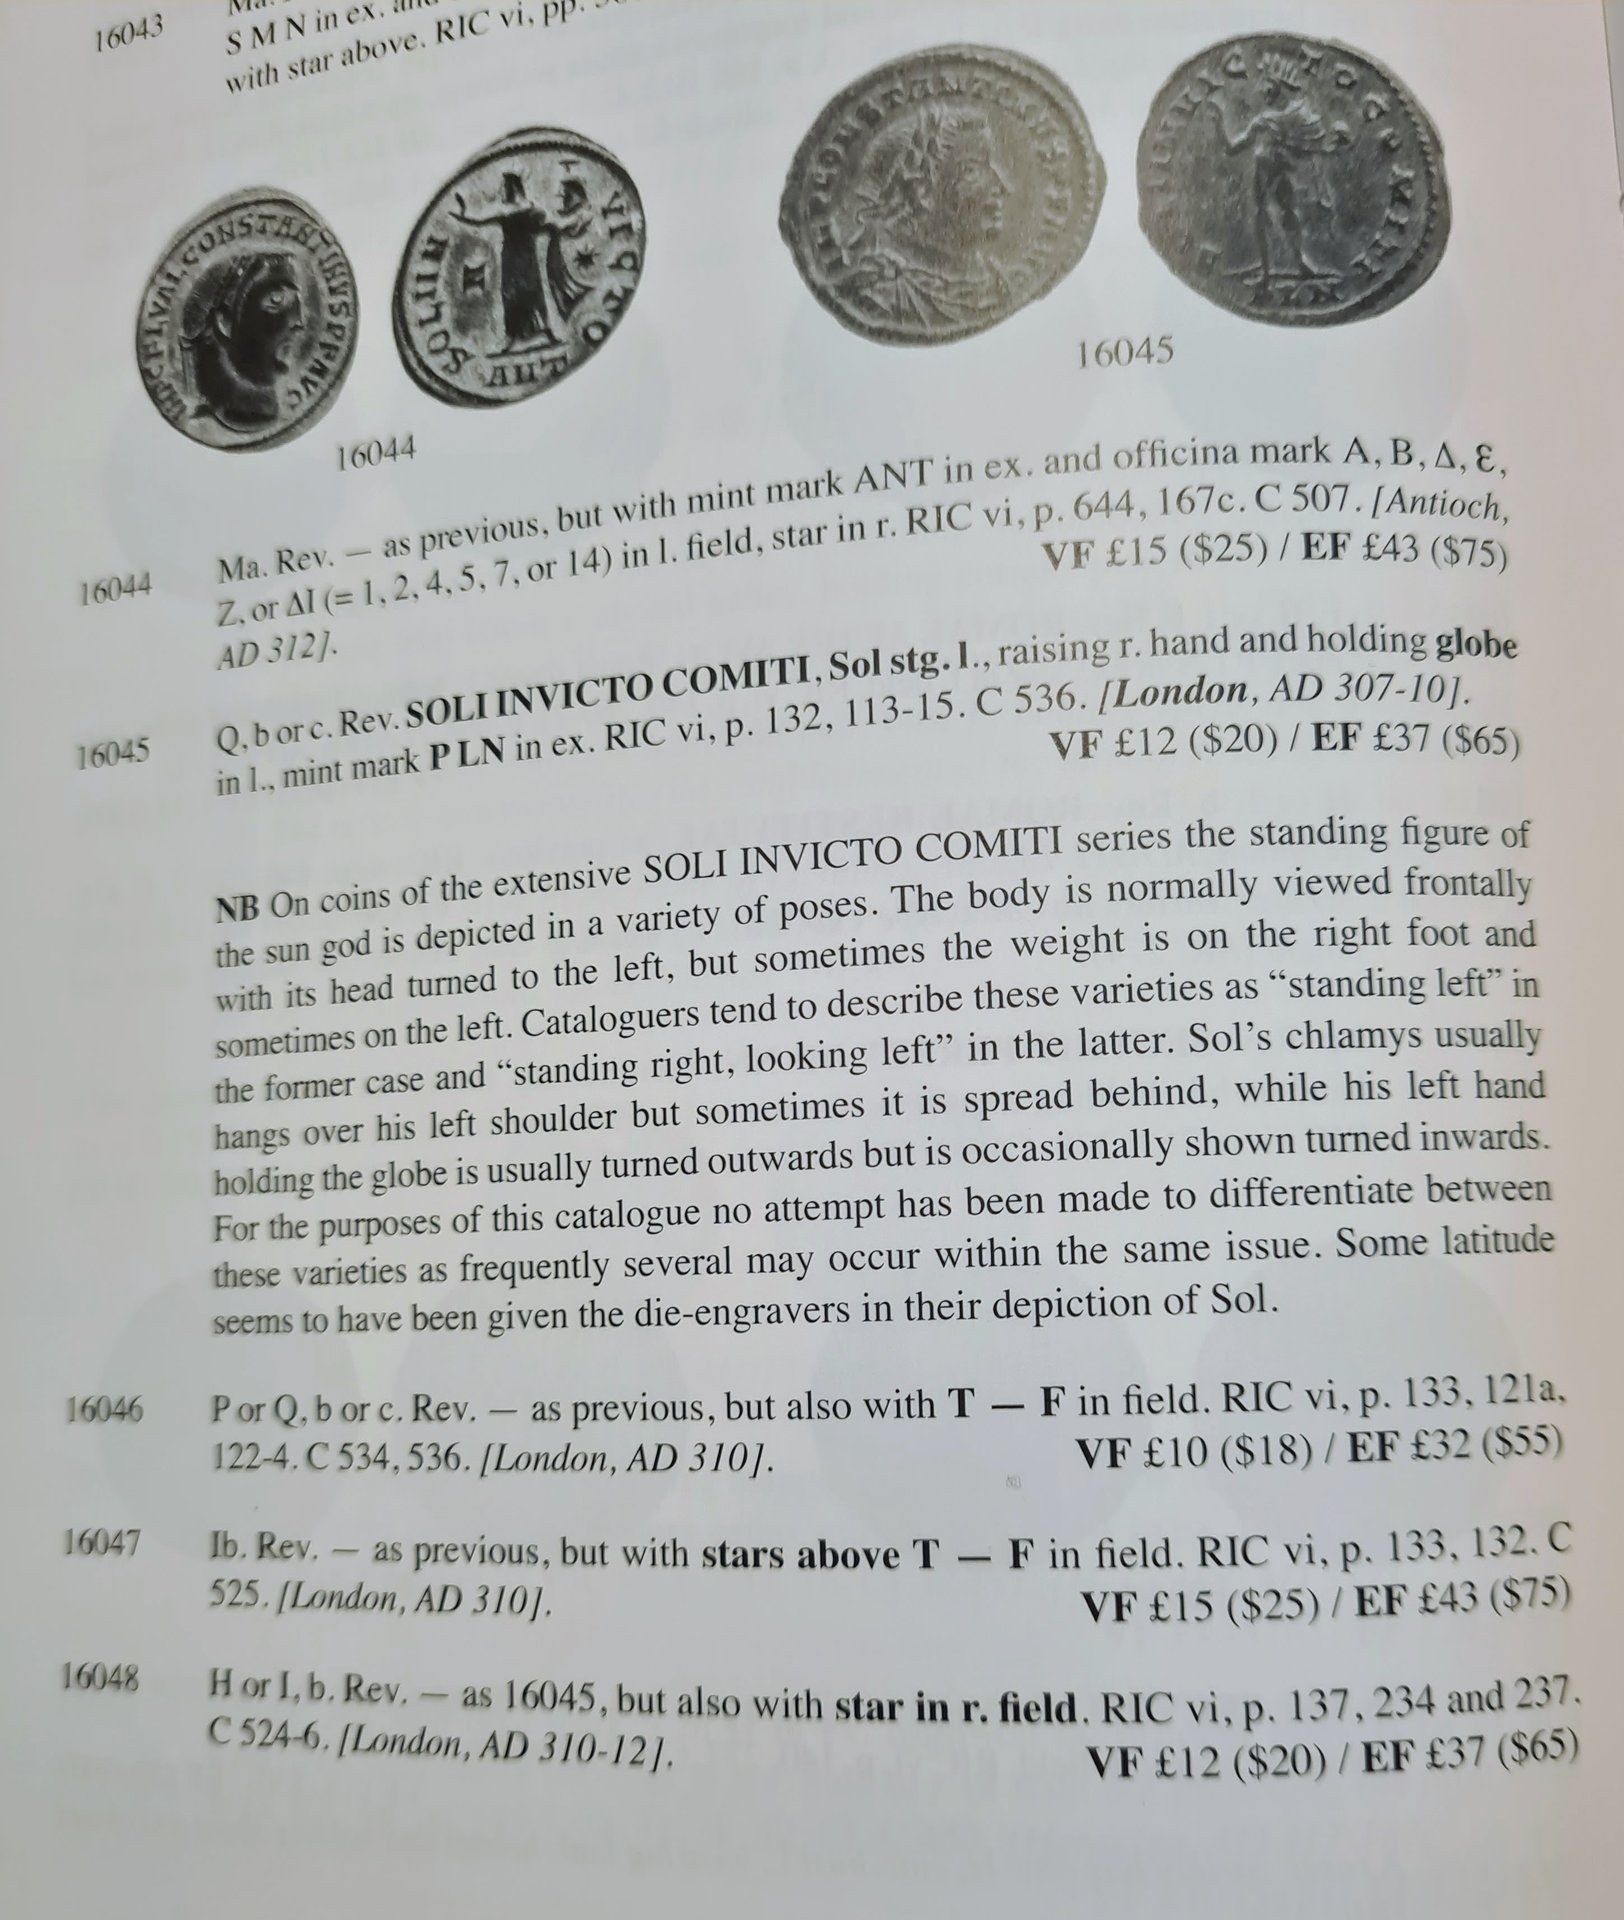 16043
S M N in ex. and
with star above. RIC vi, pp.
IMP C FL VAL CONSTANTINVS P F AVG
SOLI IN VICTO
ANT
16044
16045
16044 Ma. Rev. — as previous, but with mint mark ANT in ex. and officina mark A, B, Δ, Ɛ,
Z, or ΔI (= 1, 2, 4, 5, 7, or 14) in l. field, star in r. RIC vi, p. 644, 167c. C 507. [Antioch,
AD 312]. VF £15 ($25) / EF £43 ($75)
16045 Q, b or c. Rev. SOLI INVICTO COMITI, Sol stg. l., raising r. hand and holding globe
in l., mint mark P LN in ex. RIC vi, p. 132, 113-15. C 536. [London, AD 307-10].
VF £12 ($20) / EF £37 ($65)
NB On coins of the extensive SOLI INVICTO COMITI series the standing figure of
the sun god is depicted in a variety of poses. The body is normally viewed frontally
with its head turned to the left, but sometimes the weight is on the right foot and
sometimes on the left. Cataloguers tend to describe these varieties as “standing left” in
the former case and “standing right, looking left” in the latter. Sol’s chlamys usually
hangs over his left shoulder but sometimes it is spread behind, while his left hand
holding the globe is usually turned outwards but is occasionally shown turned inwards.
For the purposes of this catalogue no attempt has been made to differentiate between
these varieties as frequently several may occur within the same issue. Some latitude
seems to have been given the die-engravers in their depiction of Sol.
16046 P or Q, b or c. Rev. — as previous, but also with T — F in field. RIC vi, p. 133, 121a,
122-4. C 534, 536. [London, AD 310]. VF £10 ($18) / EF £32 ($55)
16047 Ib. Rev. — as previous, but with stars above T — F in field. RIC vi, p. 133, 132. C
525. [London, AD 310]. VF £15 ($25) / EF £43 ($75)
16048 H or I, b. Rev. — as 16045, but also with star in r. field. RIC vi, p. 137, 234 and 237.
C 524-6. [London, AD 310-12]. VF £12 ($20) / EF £37 ($65)